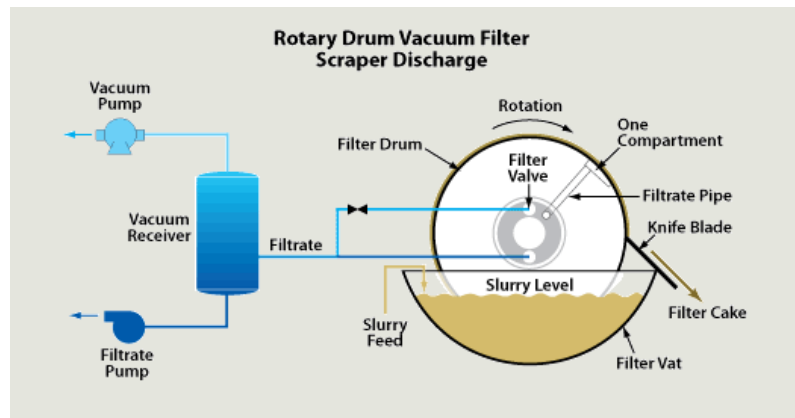 Rotary Drum Vacuum Filter
Scraper Discharge
Vacuum
Pump
Rotation
One
Compartment
Filter Drum
Filter
Valve
Filtrate Pipe
Vacuum
Receiver
Knife Blade
Filtrate
Slurry Level
Filter Cake
Slurry
Feed
Filtrate
Pump
Filter Vat